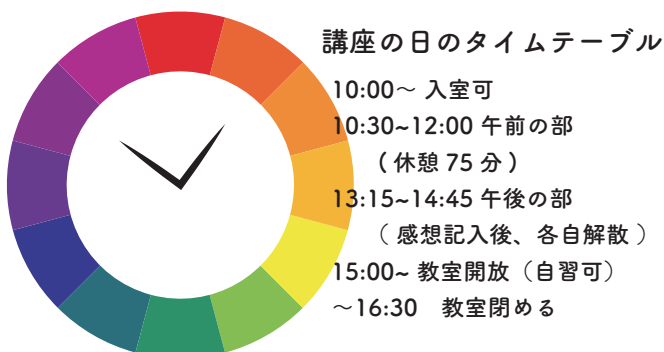 講座の日のタイムテーブル
10:00〜 入室可
10:30~12:00 午前の部
( 休憩 75 分 )
13:15~14:45 午後の部
（ 感想記入後、各自解散 ）
15:00~ 教室開放（自習可）
〜16:30　教室閉める